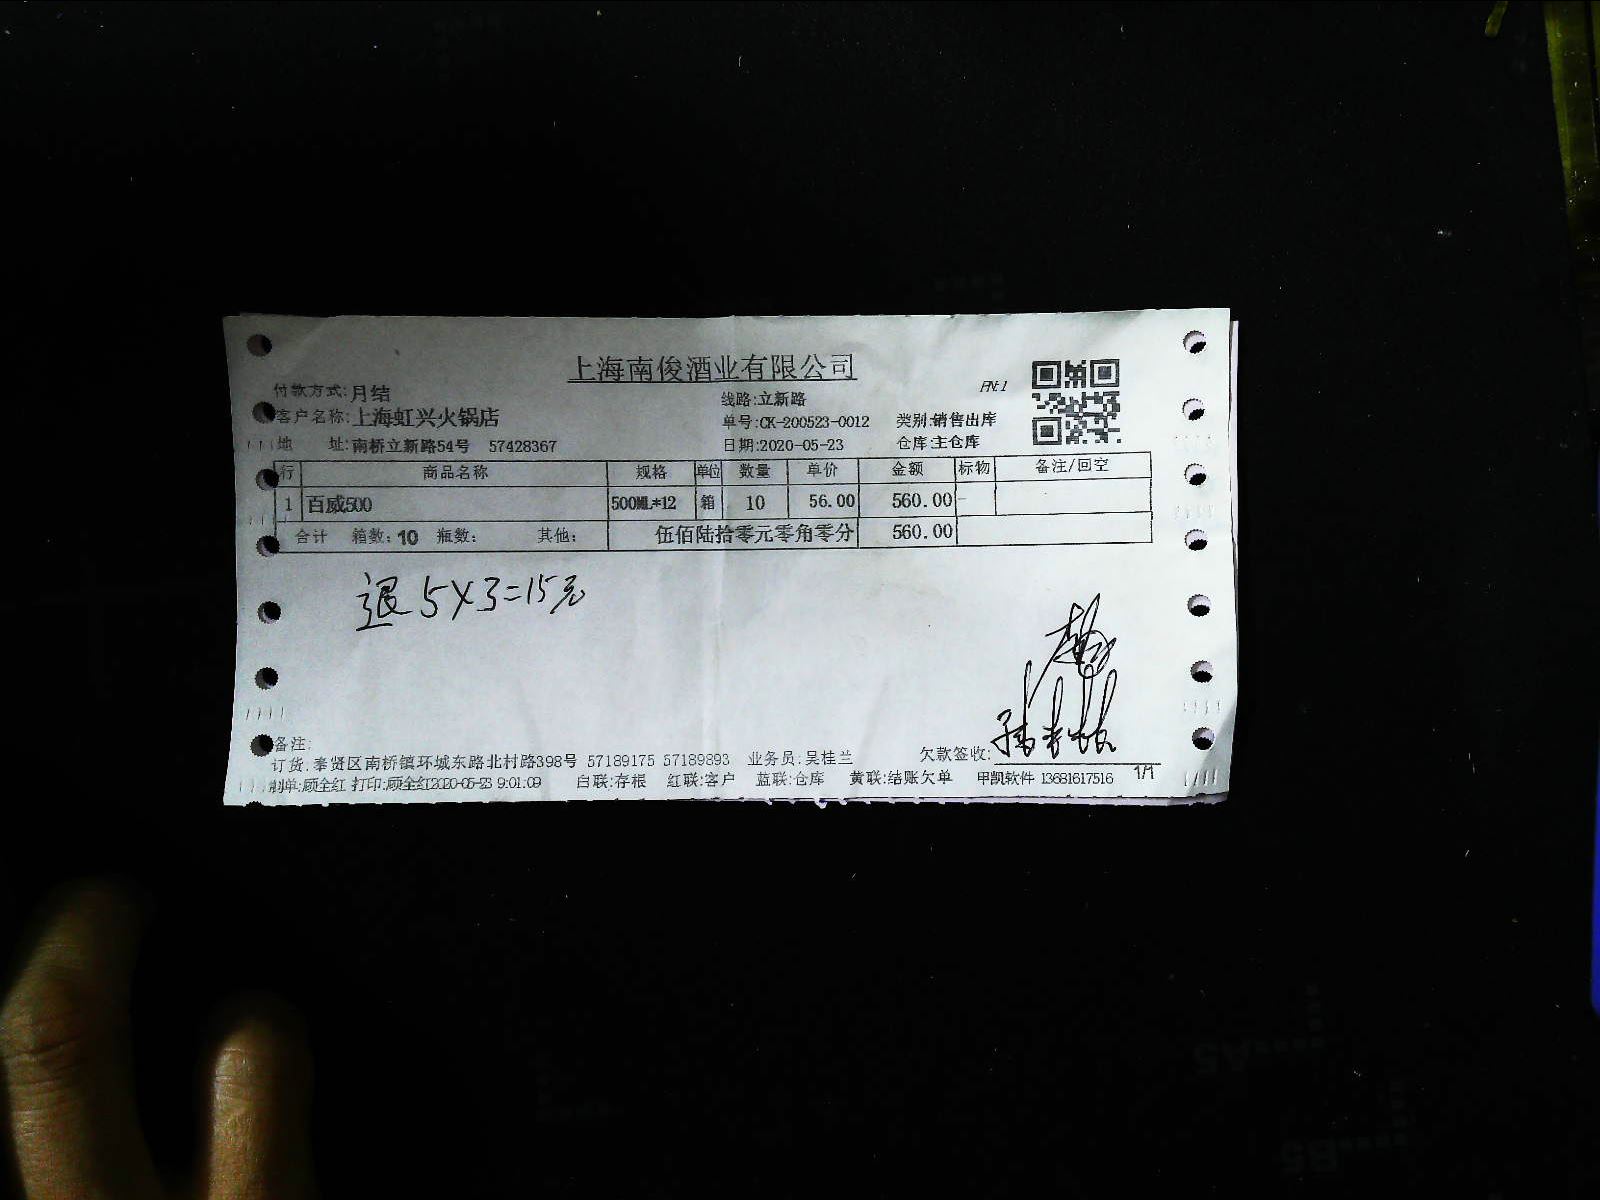 上海南俊酒业有限公司
付款方式:月结
线路:立新路
客户名称:上海虹兴火锅店
单号:CK-200523-0012 类别:销售出库
地 址:南桥立新路54号 57428367
日期:2020-05-23 仓库:主仓库
行 商品名称 规格 单位 数量 单价 金额 标物 备注/回空
1 百威500 500ML*12 箱 10 56.00 560.00 -
合计 箱数: 10 瓶数: 其他: 伍佰陆拾零元零角零分 560.00
退 5×3=15元
备注:
订货:奉贤区南桥镇环城东路北村路398号 57189175 57189893 业务员:吴桂兰 欠款签收:
制单:顾全红 打印:顾全红2020-05-23 9:01:09 白联:存根 红联:客户 蓝联:仓库 黄联:结账欠单 甲凯软件 13681617516 1/1